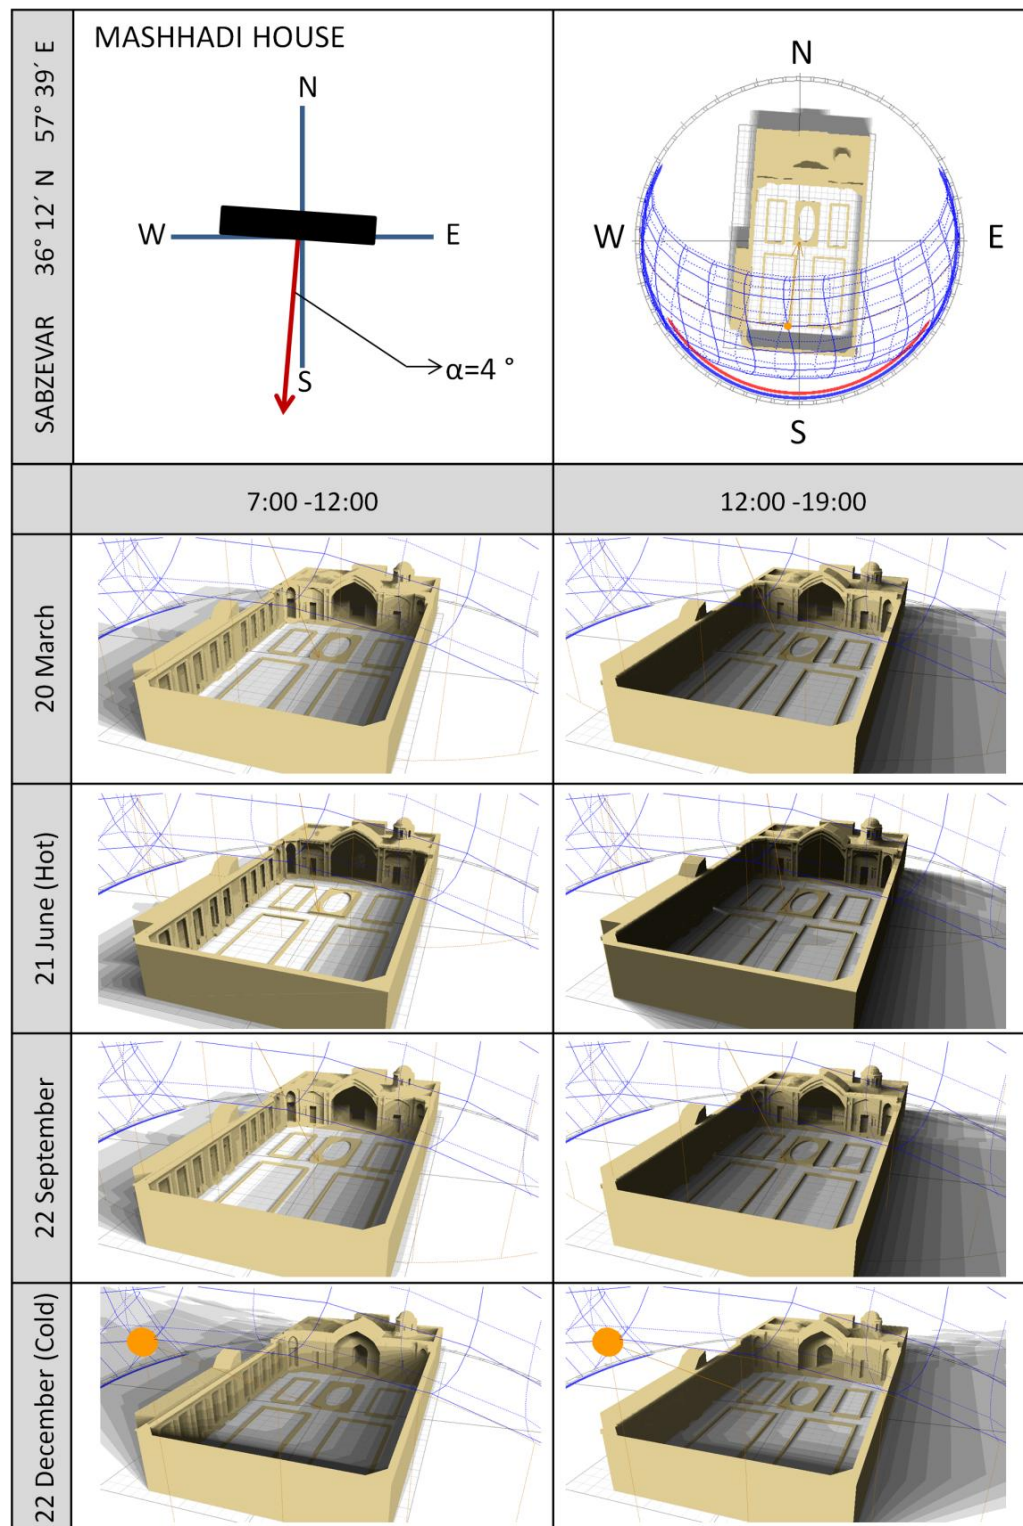 SABZEVAR 36° 12´ N 57° 39´ E
MASHHADI HOUSE
N
W
E
S
α=4 °
N
W
E
S
7:00 -12:00
12:00 -19:00
20 March
21 June (Hot)
22 September
22 December (Cold)